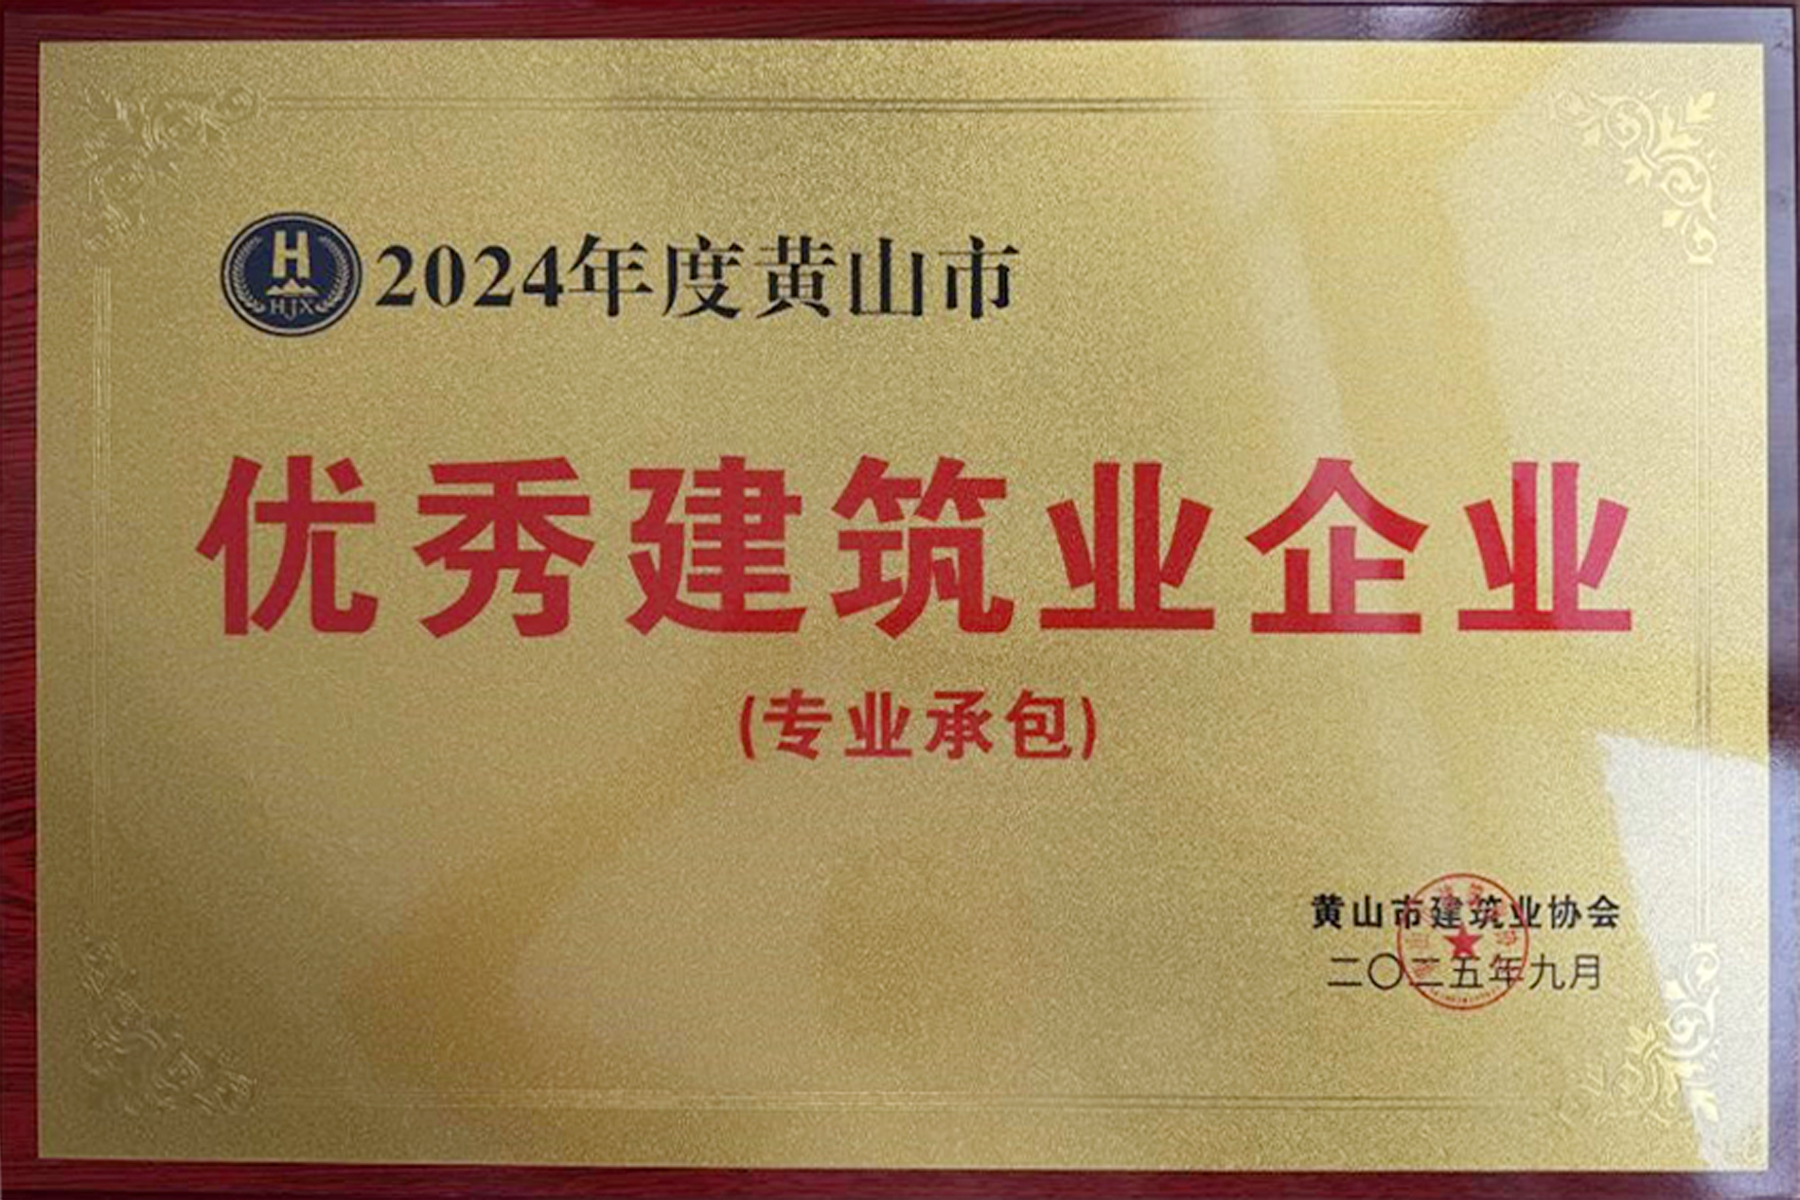 HJX
2024年度黄山市
优秀建筑业企业
(专业承包)
黄山市建筑业协会
二〇二五年九月